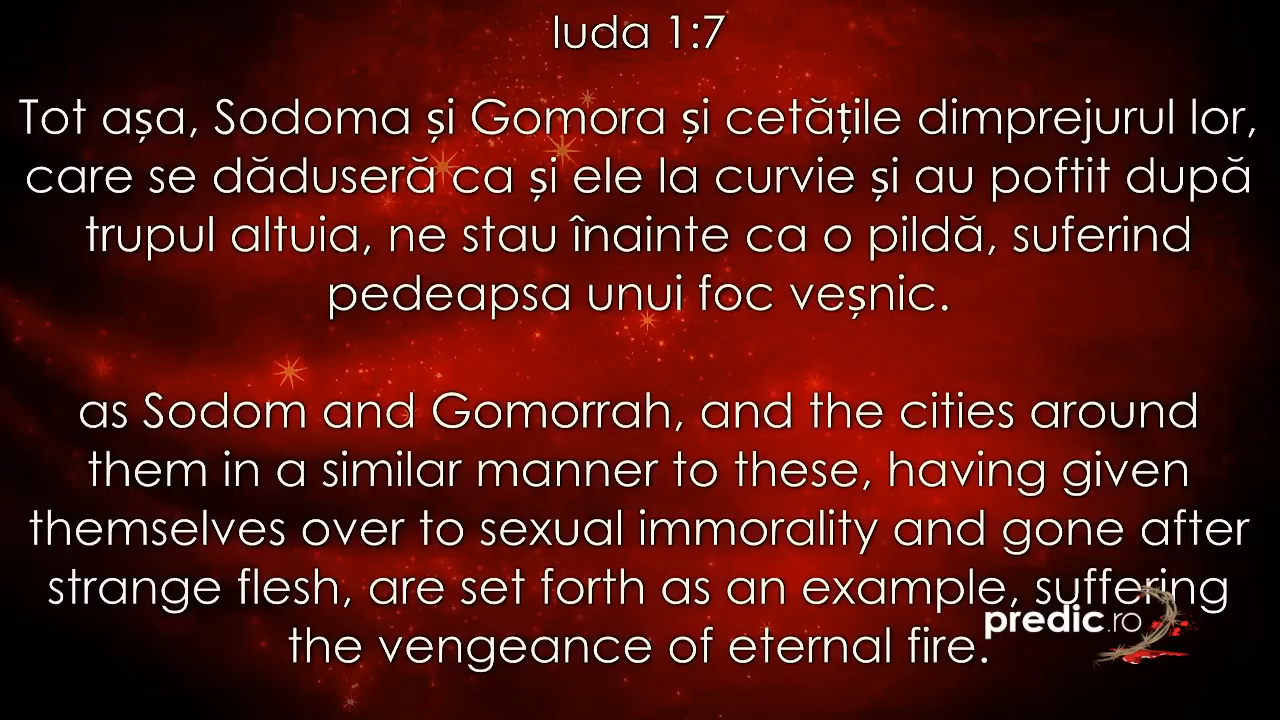 Iuda 1:7
Tot așa, Sodoma și Gomora și cetățile dimprejurul lor,
care se dăduseră ca și ele la curvie și au poftit după
trupul altuia, ne stau înainte ca o pildă, suferind
pedeapsa unui foc veșnic.
as Sodom and Gomorrah, and the cities around
them in a similar manner to these, having given
themselves over to sexual immorality and gone after
strange flesh, are set forth as an example, suffering
the vengeance of eternal fire.
predic.ro